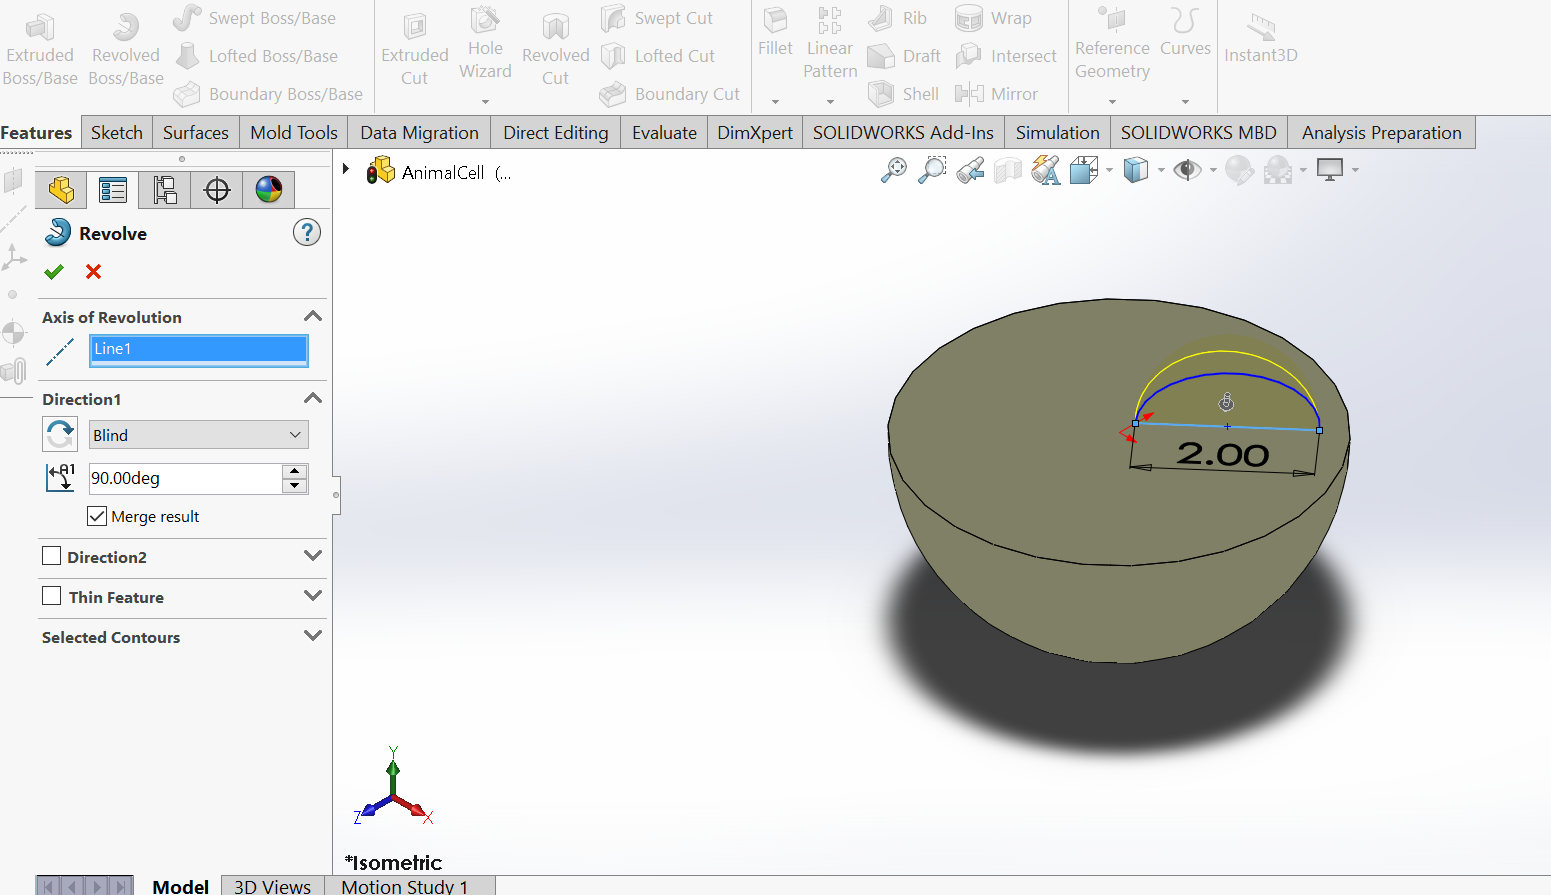 Extruded Boss/Base
Revolved Boss/Base
Swept Boss/Base
Lofted Boss/Base
Boundary Boss/Base
Extruded Cut
Hole Wizard
Revolved Cut
Swept Cut
Lofted Cut
Boundary Cut
Fillet
Linear Pattern
Rib
Draft
Shell
Wrap
Intersect
Mirror
Reference Geometry
Curves
Instant3D
Features Sketch Surfaces Mold Tools Data Migration Direct Editing Evaluate DimXpert SOLIDWORKS Add-Ins Simulation SOLIDWORKS MBD Analysis Preparation
AnimalCell (...
Revolve
?
Axis of Revolution
Line1
Direction1
Blind
90.00deg
Merge result
Direction2
Thin Feature
Selected Contours
2.00
Y
Z
X
*Isometric
Model 3D Views Motion Study 1